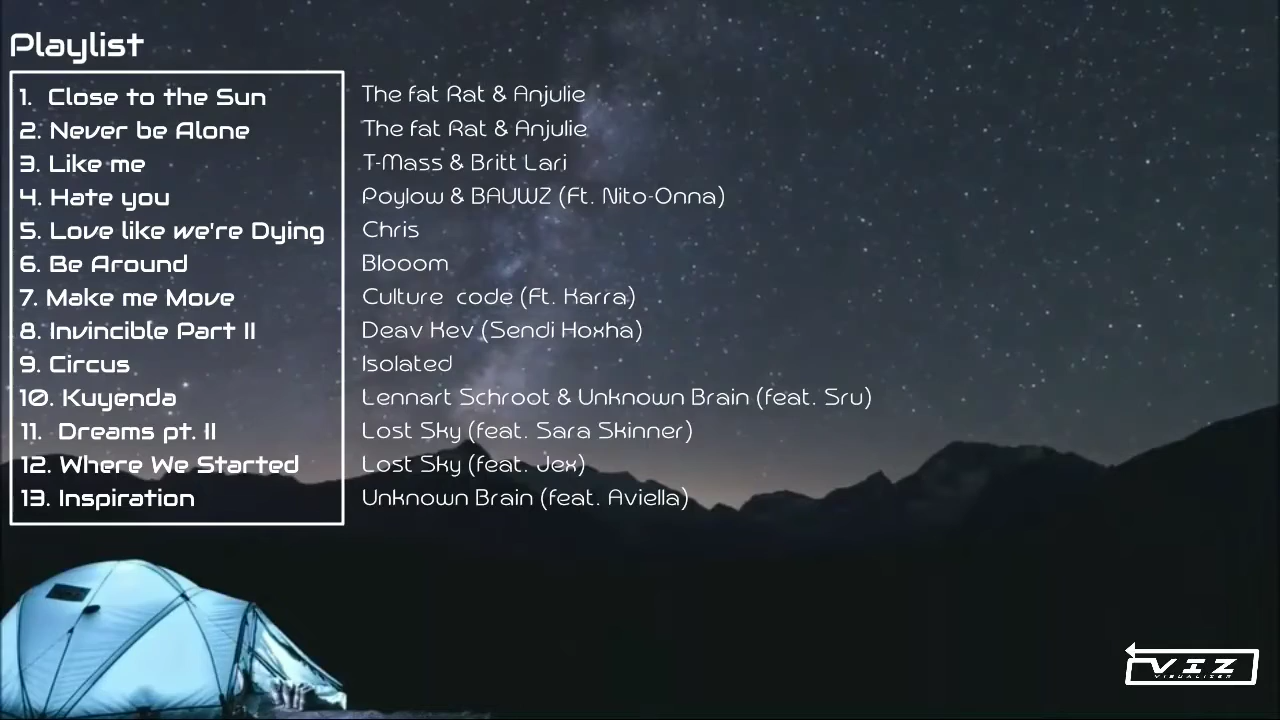 Playlist
1. Close to the Sun The fat Rat & Anjulie
2. Never be Alone The fat Rat & Anjulie
3. Like me T-Mass & Britt Lari
4. Hate you Poylow & BAUWZ (Ft. Nito-Onna)
5. Love like we're Dying Chris
6. Be Around Blooom
7. Make me Move Culture code (Ft. Karra)
8. Invincible Part II Deav Kev (Sendi Hoxha)
9. Circus Isolated
10. Kuyenda Lennart Schroot & Unknown Brain (feat. Sru)
11. Dreams pt. II Lost Sky (feat. Sara Skinner)
12. Where We Started Lost Sky (feat. Jex)
13. Inspiration Unknown Brain (feat. Aviella)
VIZ
VISUALIZER